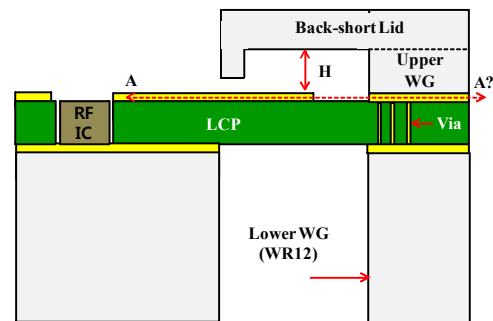 Back-short Lid
H
Upper
WG
A
A?
RF
IC
LCP
Via
Lower WG
(WR12)